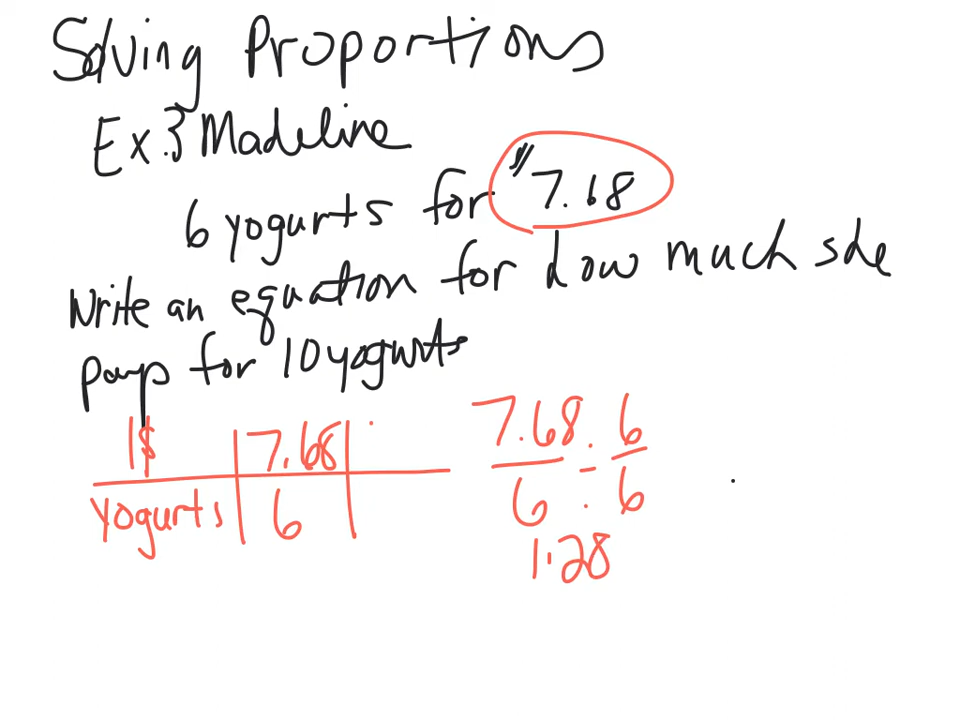 Solving Proportions
Ex.3 Madeline
6 yogurts for $7.68
Write an equation for how much she
pays for 10 yogurts
$ | 7.68 |
yogurts | 6 |
7.68/6 ÷ 6/6
1.28